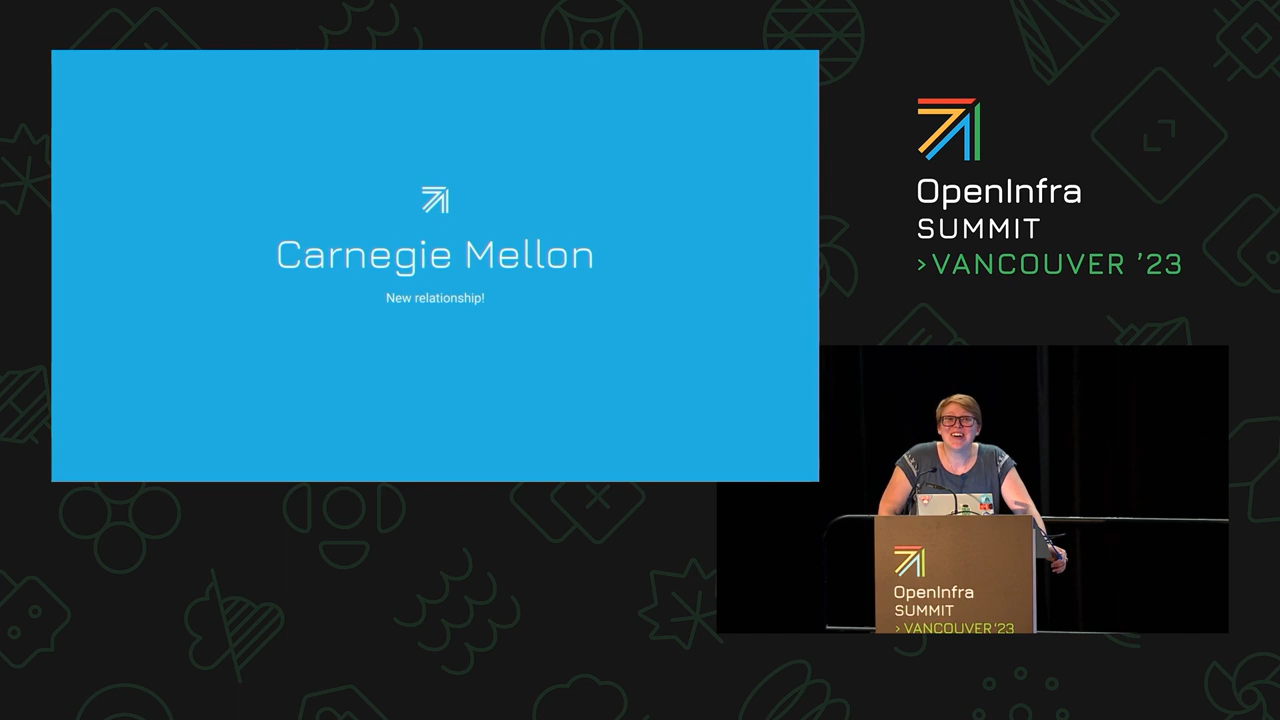 Carnegie Mellon
New relationship!
OpenInfra
SUMMIT
>VANCOUVER ’23
OpenInfra
SUMMIT
> VANCOUVER '23